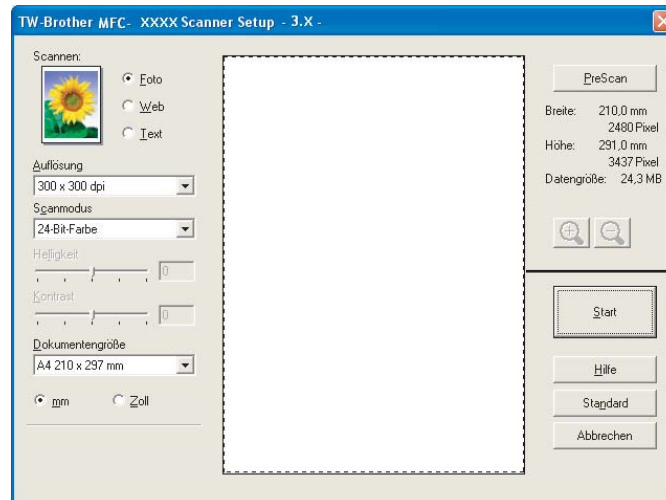 TW-Brother MFC- XXXX Scanner Setup - 3.X -
Scannen:
Foto
Web
Text
Auflösung
300 x 300 dpi
Scanmodus
24-Bit-Farbe
Helligkeit
0
Kontrast
0
Dokumentengröße
A4 210 x 297 mm
mm
Zoll
PreScan
Breite: 210,0 mm
2480 Pixel
Höhe: 291,0 mm
3437 Pixel
Datengröße: 24,3 MB
Start
Hilfe
Standard
Abbrechen